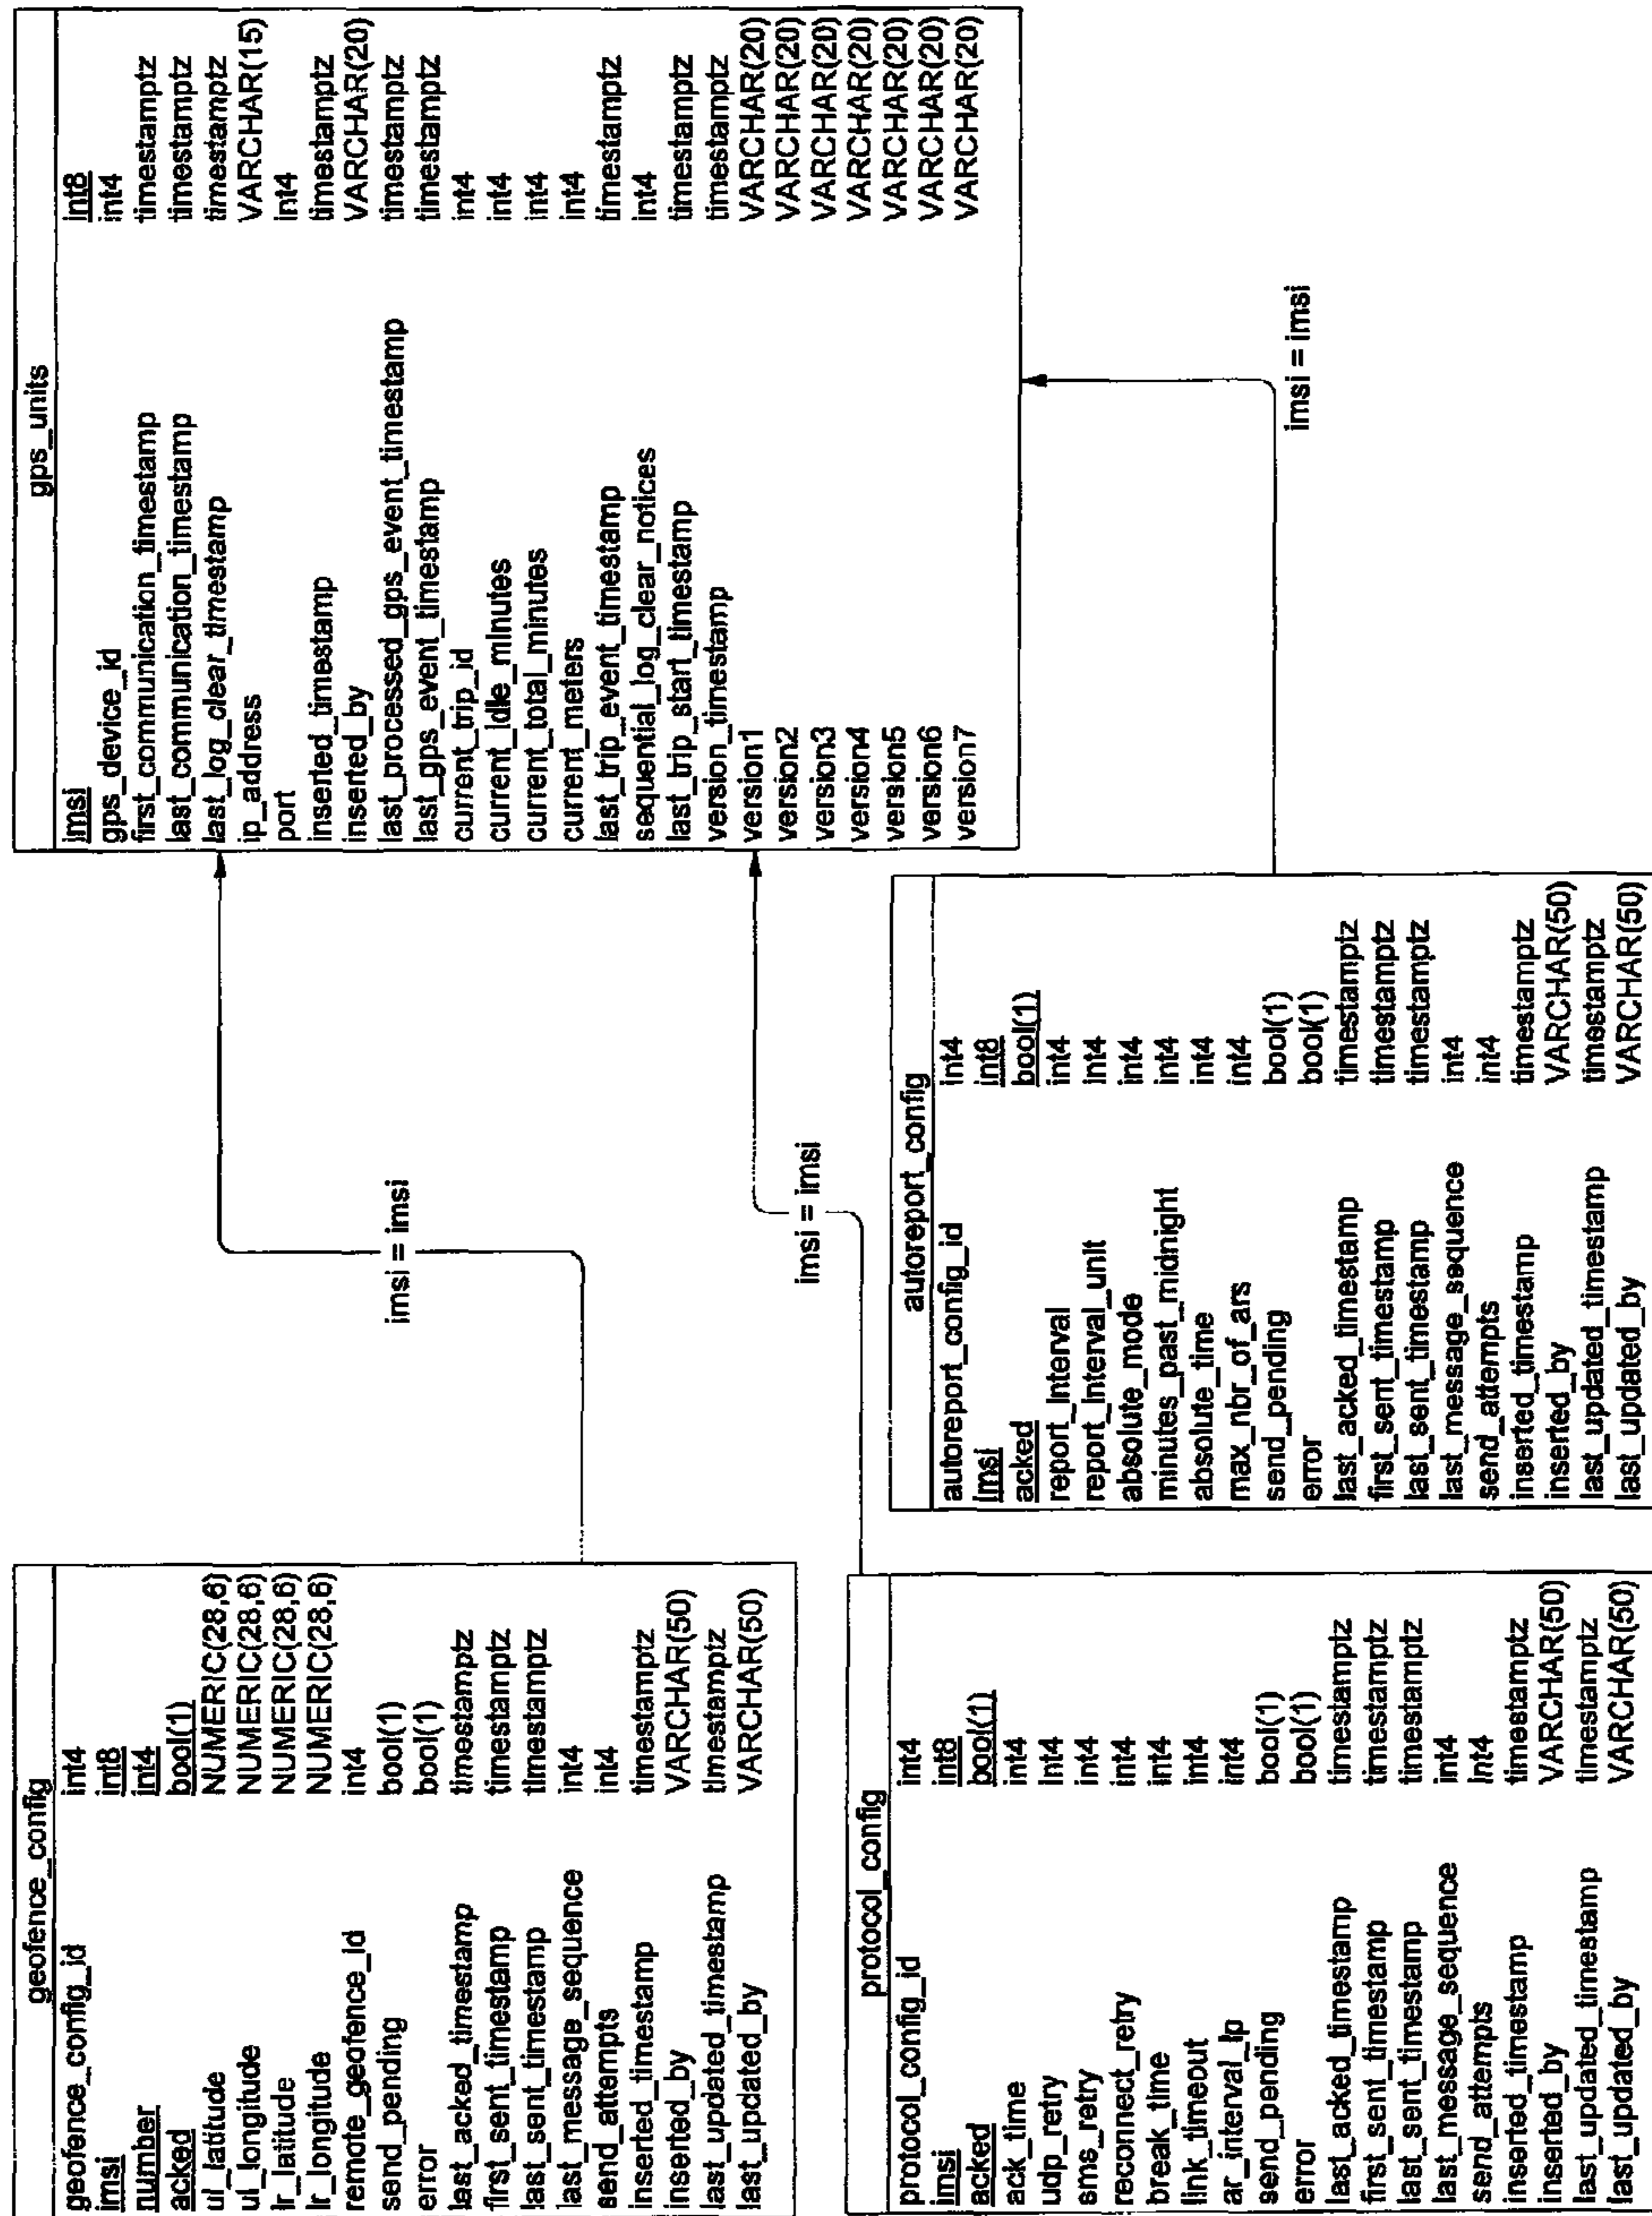 geofence_config
geofence_config_id int4
imsi int8
number int4
acked bool(1)
ul_latitude NUMERIC(28,6)
ul_longitude NUMERIC(28,6)
lr_latitude NUMERIC(28,6)
lr_longitude NUMERIC(28,6)
remote_geofence_id int4
send_pending bool(1)
error bool(1)
last_acked_timestamp timestamptz
first_sent_timestamp timestamptz
last_sent_timestamp timestamptz
last_message_sequence int4
send_attempts int4
inserted_timestamp timestamptz
inserted_by VARCHAR(50)
last_updated_timestamp timestamptz
last_updated_by VARCHAR(50)
imsi = imsi
gps_units
imsi int8
gps_device_id int4
first_communication_timestamp timestamptz
last_communication_timestamp timestamptz
last_log_clear_timestamp timestamptz
ip_address VARCHAR(15)
port int4
inserted_timestamp timestamptz
inserted_by VARCHAR(20)
last_processed_gps_event_timestamp timestamptz
last_gps_event_timestamp timestamptz
current_trip_id int4
current_idle_minutes int4
current_total_minutes int4
current_meters int4
last_trip_event_timestamp timestamptz
sequential_log_clear_notices int4
last_trip_start_timestamp timestamptz
version_timestamp timestamptz
version1 VARCHAR(20)
version2 VARCHAR(20)
version3 VARCHAR(20)
version4 VARCHAR(20)
version5 VARCHAR(20)
version6 VARCHAR(20)
version7 VARCHAR(20)
imsi = imsi
protocol_config
protocol_config_id int4
imsi int8
acked bool(1)
ack_time int4
udp_retry int4
sms_retry int4
reconnect_retry int4
break_time int4
link_timeout int4
ar_interval_ip int4
send_pending bool(1)
error bool(1)
last_acked_timestamp timestamptz
first_sent_timestamp timestamptz
last_sent_timestamp timestamptz
last_message_sequence int4
send_attempts int4
inserted_timestamp timestamptz
inserted_by VARCHAR(50)
last_updated_timestamp timestamptz
last_updated_by VARCHAR(50)
autoreport_config
autoreport_config_id int4
imsi int8
acked bool(1)
report_interval int4
report_interval_unit int4
absolute_mode int4
minutes_past_midnight int4
absolute_time int4
max_nbr_of_ars int4
send_pending bool(1)
error bool(1)
last_acked_timestamp timestamptz
first_sent_timestamp timestamptz
last_sent_timestamp timestamptz
last_message_sequence int4
send_attempts int4
inserted_timestamp timestamptz
inserted_by VARCHAR(50)
last_updated_timestamp timestamptz
last_updated_by VARCHAR(50)
imsi = imsi